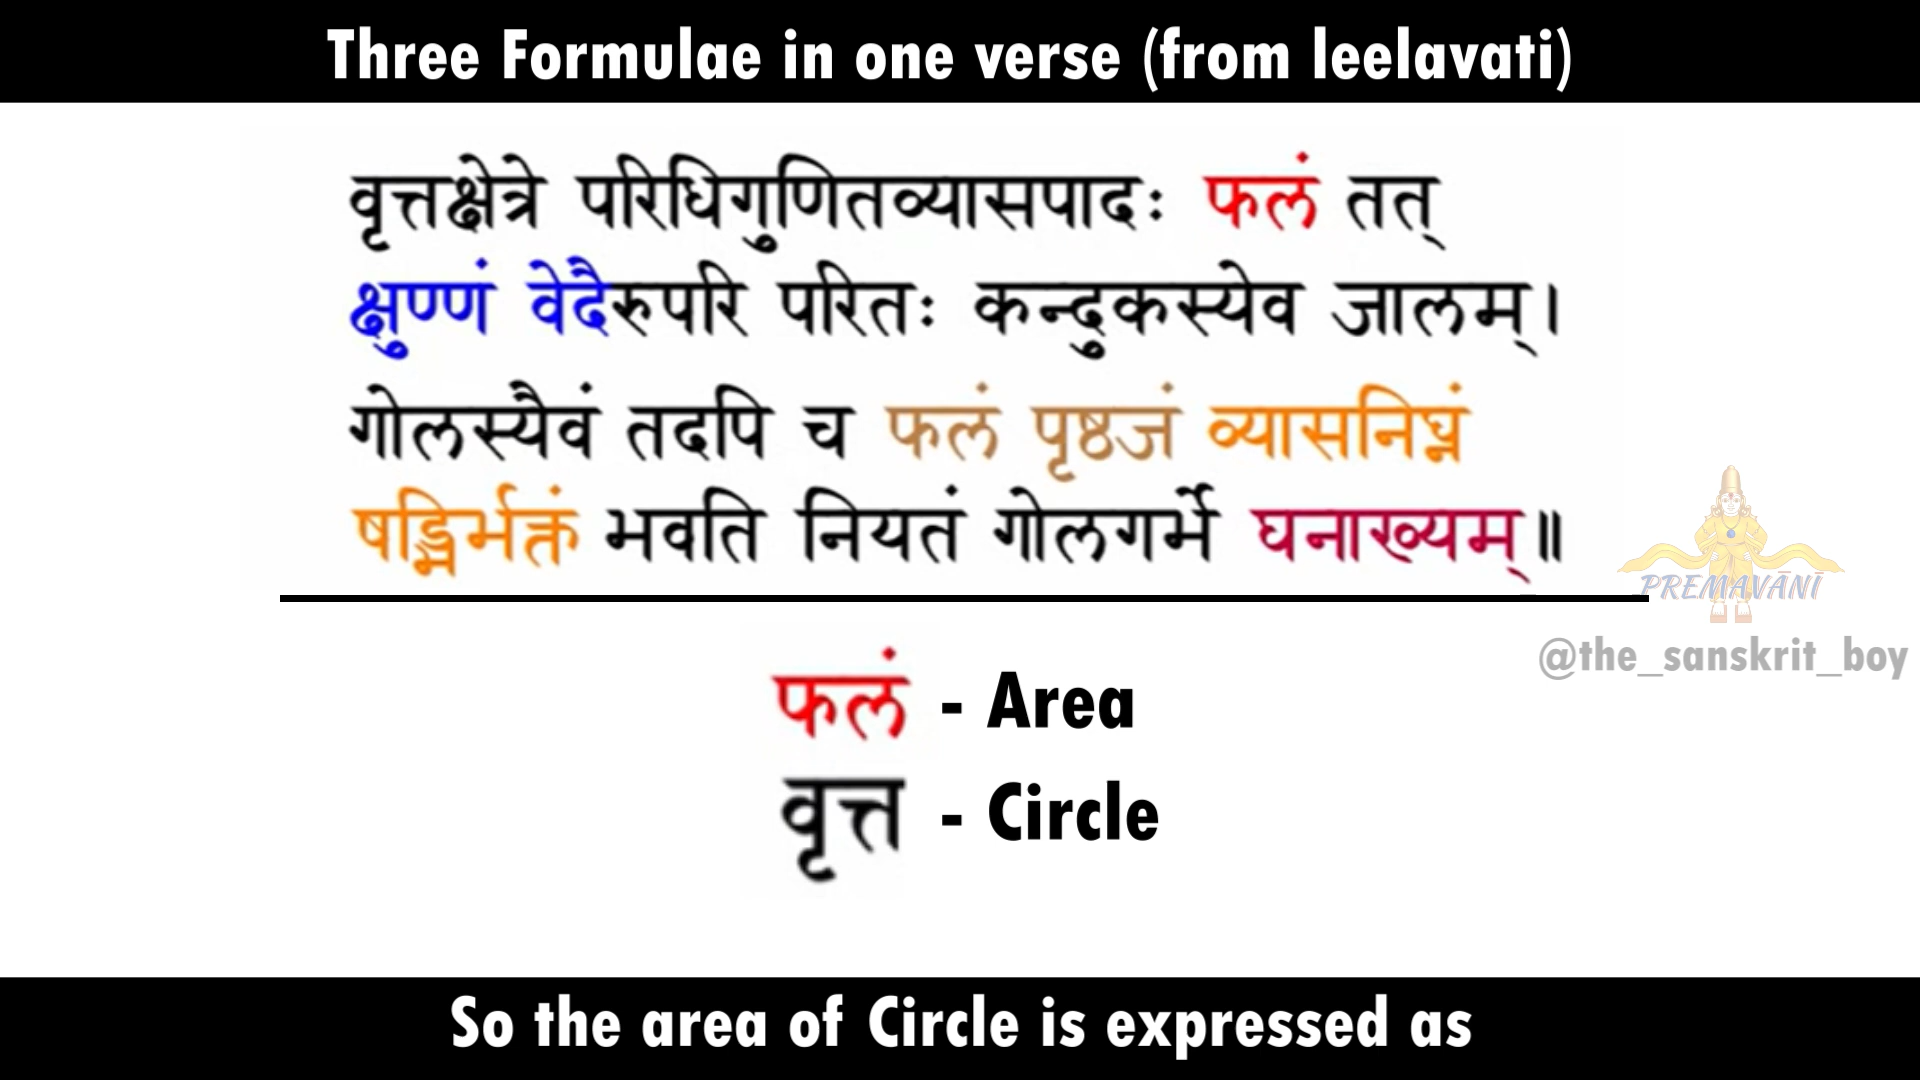 Three Formulae in one verse (from leelavati)
वृत्तक्षेत्रे परिधिगुणितव्यासपादः फलं तत्
क्षुण्णं वेदैरुपरि परितः कन्दुकस्येव जालम्।
गोलस्यैवं तदपि च फलं पृष्ठजं व्यासनिघ्नं
षड्भिर्भक्तं भवति नियतं गोलगर्भे घनाख्यम्॥
PREMAVĀNĪ
@the_sanskrit_boy
फलं - Area
वृत्त - Circle
So the area of Circle is expressed as